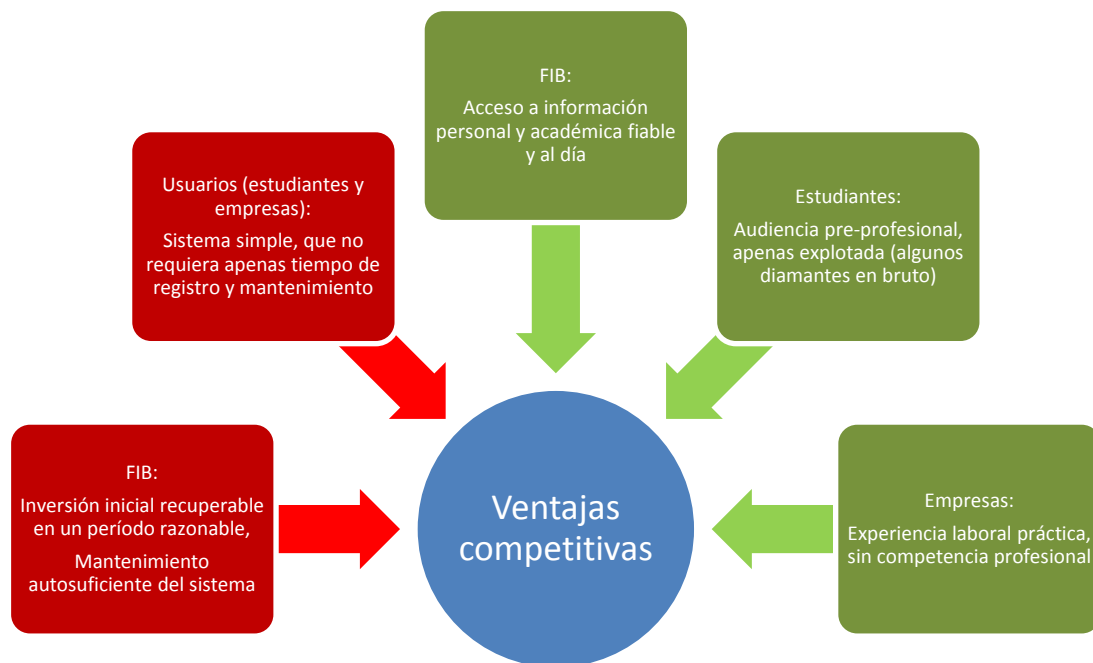 FIB:
Acceso a información
personal y académica fiable
y al día
Usuarios (estudiantes y
empresas):
Sistema simple, que no
requiera apenas tiempo de
registro y mantenimiento
Estudiantes:
Audiencia pre-profesional,
apenas explotada (algunos
diamantes en bruto)
FIB:
Inversión inicial recuperable
en un período razonable,
Mantenimiento
autosuficiente del sistema
Ventajas
competitivas
Empresas:
Experiencia laboral práctica,
sin competencia profesional